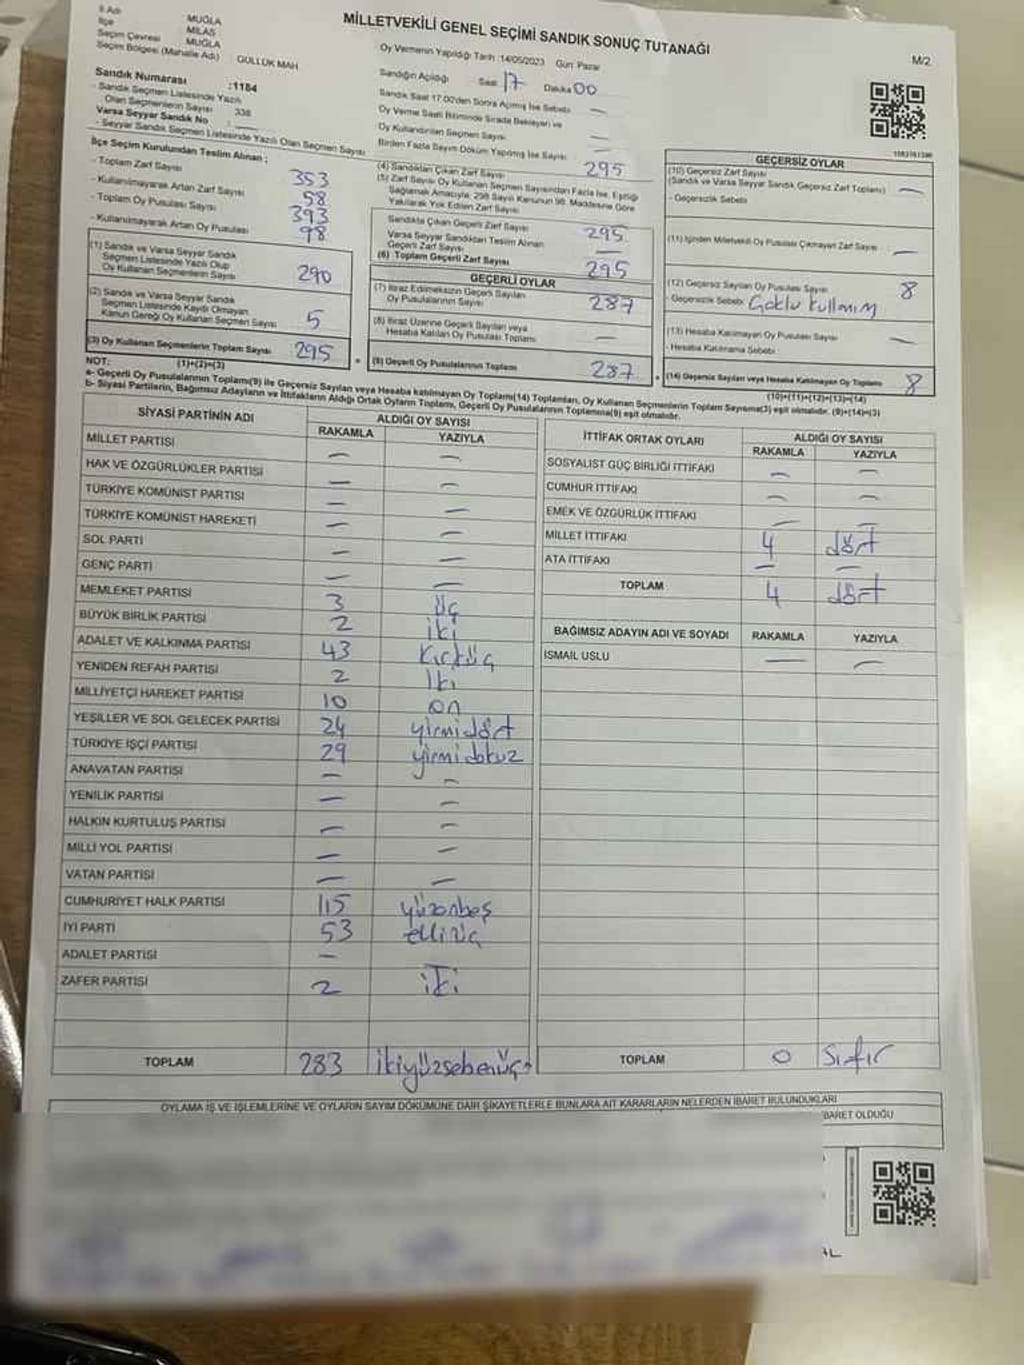 MİLLETVEKİLİ GENEL SEÇİMİ SANDIK SONUÇ TUTANAĞI
M/2
İl Adı : MUĞLA
İlçe : MİLAS
Seçim Çevresi MUĞLA
Seçim Bölgesi (Mahalle Adı) GÜLLÜK MAH
Sandık Numarası :1184
- Sandık Seçmen Listesinde Yazılı
Olan Seçmenlerin Sayısı 338
Varsa Seyyar Sandık No :
- Seyyar Sandık Seçmen Listesinde Yazılı Olan Seçmen Sayısı
Oy Vermenin Yapıldığı Tarih :14/05/2023 Gün: Pazar
Sandığın Açıldığı Saat 17 Dakika 00
Sandık Saat 17.00'den Sonra Açılmış İse Sebebi —
Oy Verme Saati Bitiminde Sırada Bekleyen ve
Oy Kullandırılan Seçmen Sayısı —
Birden Fazla Sayım Döküm Yapılmış İse Sayısı —
İlçe Seçim Kurulundan Teslim Alınan ;
- Toplam Zarf Sayısı 353
- Kullanılmayarak Artan Zarf Sayısı 58
- Toplam Oy Pusulası Sayısı 393
- Kullanılmayarak Artan Oy Pusulası 98
(1) Sandık ve Varsa Seyyar Sandık
Seçmen Listesinde Yazılı Olup
Oy Kullanan Seçmenlerin Sayısı 290
(2) Sandık ve Varsa Seyyar Sandık
Seçmen Listesinde Kaydı Olmayan
Kanun Gereği Oy Kullanan Seçmen Sayısı 5
(3) Oy Kullanan Seçmenlerin Toplam Sayısı 295
(1)+(2)=(3)
(4) Sandıktan Çıkan Zarf Sayısı 295
(5) Zarf Sayısı Oy Kullanan Seçmen Sayısından Fazla İse, Eşitliği
Sağlamak Amacıyla, 298 Sayılı Kanunun 98. Maddesine Göre
Yakılarak Yok Edilen Zarf Sayısı
Sandıkta Çıkan Geçerli Zarf Sayısı 295
Varsa Seyyar Sandıktan Teslim Alınan
Geçerli Zarf Sayısı —
(6) Toplam Geçerli Zarf Sayısı 295
GEÇERLİ OYLAR
(7) İtiraz Edilmeksizin Geçerli Sayılan
Oy Pusulalarının Sayısı 287
(8) İtiraz Üzerine Geçerli Sayılan veya
Hesaba Katılan Oy Pusulası Toplamı —
(9) Geçerli Oy Pusulalarının Toplamı 287
GEÇERSİZ OYLAR
(10) Geçersiz Zarf Sayısı
(Sandık ve Varsa Seyyar Sandık Geçersiz Zarf Toplamı) —
- Geçersizlik Sebebi
(11) İçinden Milletvekili Oy Pusulası Çıkmayan Zarf Sayısı —
(12) Geçersiz Sayılan Oy Pusulası Sayısı 8
- Geçersizlik Sebebi Çoklu kullanım
(13) Hesaba Katılmayan Oy Pusulası Sayısı —
- Hesaba Katılmama Sebebi
(14) Geçersiz Sayılan veya Hesaba Katılmayan Oy Toplamı 8
(10)+(11)+(12)+(13)=(14)
NOT:
a- Geçerli Oy Pusulalarının Toplamı(9) ile Geçersiz Sayılan veya Hesaba katılmayan Oy Toplamı(14) Toplamları, Oy Kullanan Seçmenlerin Toplam Sayısına(3) eşit olmalıdır. (9)+(14)=(3)
b- Siyasi Partilerin, Bağımsız Adayların ve İttifakların Aldığı Ortak Oyların Toplamı, Geçerli Oy Pusulalarının Toplamına(9) eşit olmalıdır.
SİYASİ PARTİNİN ADI ALDIĞI OY SAYISI
RAKAMLA YAZIYLA
MİLLET PARTİSİ — —
HAK VE ÖZGÜRLÜKLER PARTİSİ — —
TÜRKİYE KOMÜNİST PARTİSİ — —
TÜRKİYE KOMÜNİST HAREKETİ — —
SOL PARTİ — —
GENÇ PARTİ — —
MEMLEKET PARTİSİ 3 üç
BÜYÜK BİRLİK PARTİSİ 2 iki
ADALET VE KALKINMA PARTİSİ 43 Kırküç
YENİDEN REFAH PARTİSİ 2 iki
MİLLİYETÇİ HAREKET PARTİSİ 10 on
YEŞİLLER VE SOL GELECEK PARTİSİ 24 yirmidört
TÜRKİYE İŞÇİ PARTİSİ 29 yirmidokuz
ANAVATAN PARTİSİ — —
YENİLİK PARTİSİ — —
HALKIN KURTULUŞ PARTİSİ — —
MİLLİ YOL PARTİSİ — —
VATAN PARTİSİ — —
CUMHURİYET HALK PARTİSİ 115 yüzonbeş
İYİ PARTİ 53 elliüç
ADALET PARTİSİ —
ZAFER PARTİSİ 2 iki
TOPLAM 283 ikiyüzseksenüç
İTTİFAK ORTAK OYLARI ALDIĞI OY SAYISI
RAKAMLA YAZIYLA
SOSYALİST GÜÇ BİRLİĞİ İTTİFAKI — —
CUMHUR İTTİFAKI — —
EMEK VE ÖZGÜRLÜK İTTİFAKI — —
MİLLET İTTİFAKI 4 dört
ATA İTTİFAKI — —
TOPLAM 4 dört
BAĞIMSIZ ADAYIN ADI VE SOYADI RAKAMLA YAZIYLA
İSMAİL USLU — —
TOPLAM 0 Sıfır
OYLAMA İŞ VE İŞLEMLERİNE VE OYLARIN SAYIM DÖKÜMÜNE DAİR ŞİKAYETLERLE BUNLARA AİT KARARLARIN NELERDEN İBARET BULUNDUKLARI
İBARET OLDUĞU